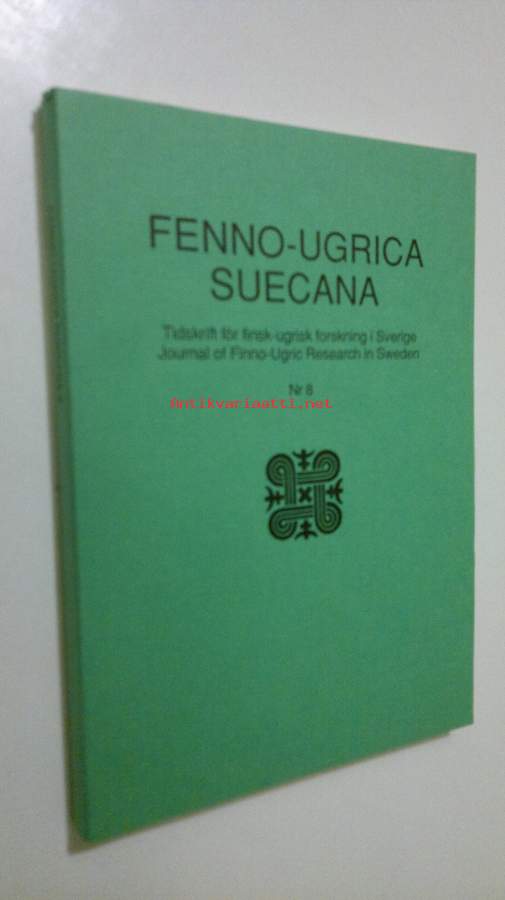 FENNO-UGRICA
SUECANA
Tidskrift för finsk-ugrisk forskning i Sverige
Journal of Finno-Ugric Research in Sweden
Nr 8
Antikvariaatti.net